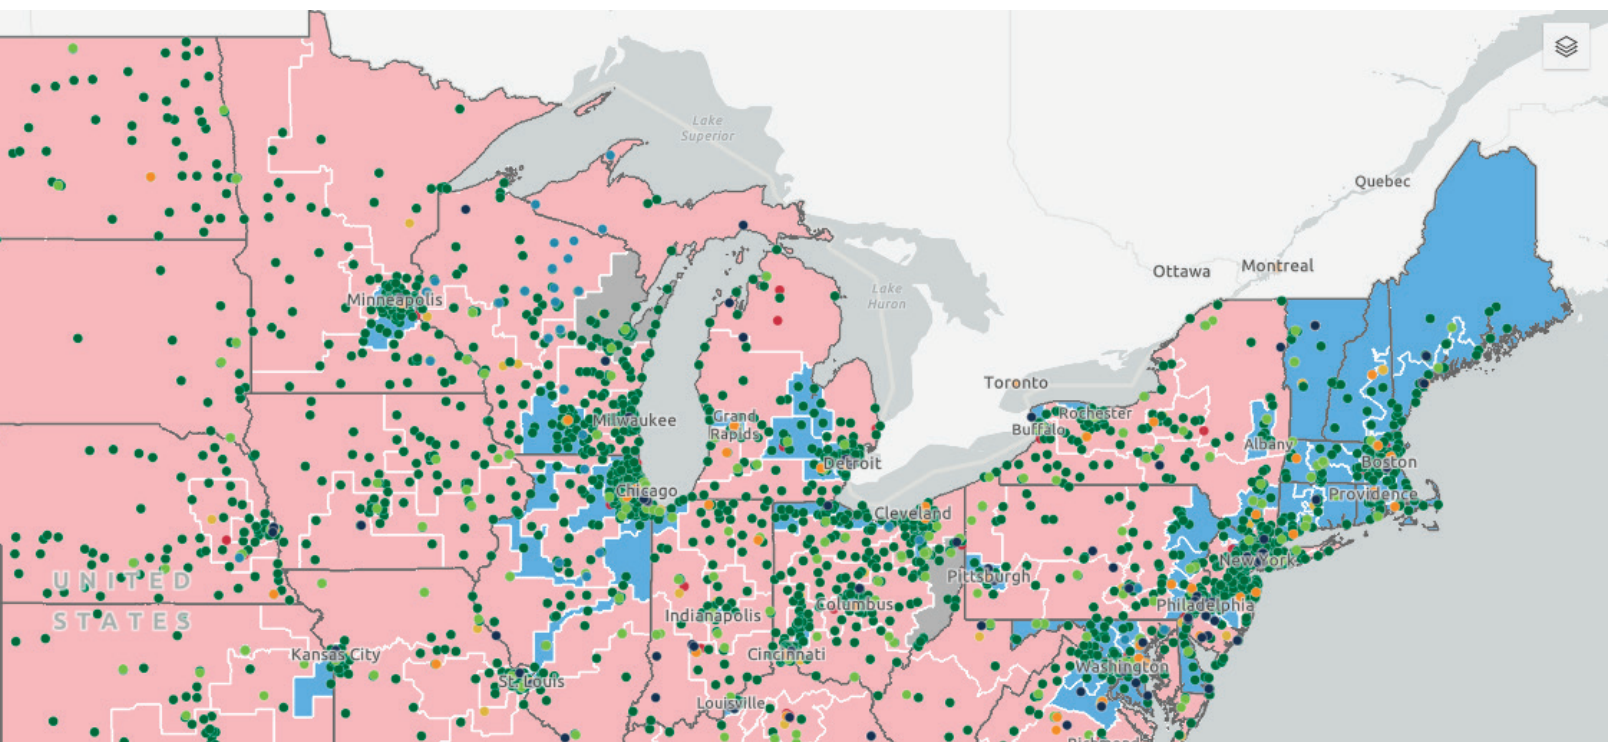 Lake
Superior
Quebec
Ottawa
Montreal
Minneapolis
Lake
Huron
Toronto
Milwaukee
Grand
Rapids
Rochester
Buffalo
Albany
Detroit
Boston
Chicago
Providence
Cleveland
New York
UNITED
STATES
Pittsburgh
Indianapolis
Columbus
Philadelphia
Kansas City
Cincinnati
Washington
St. Louis
Louisville